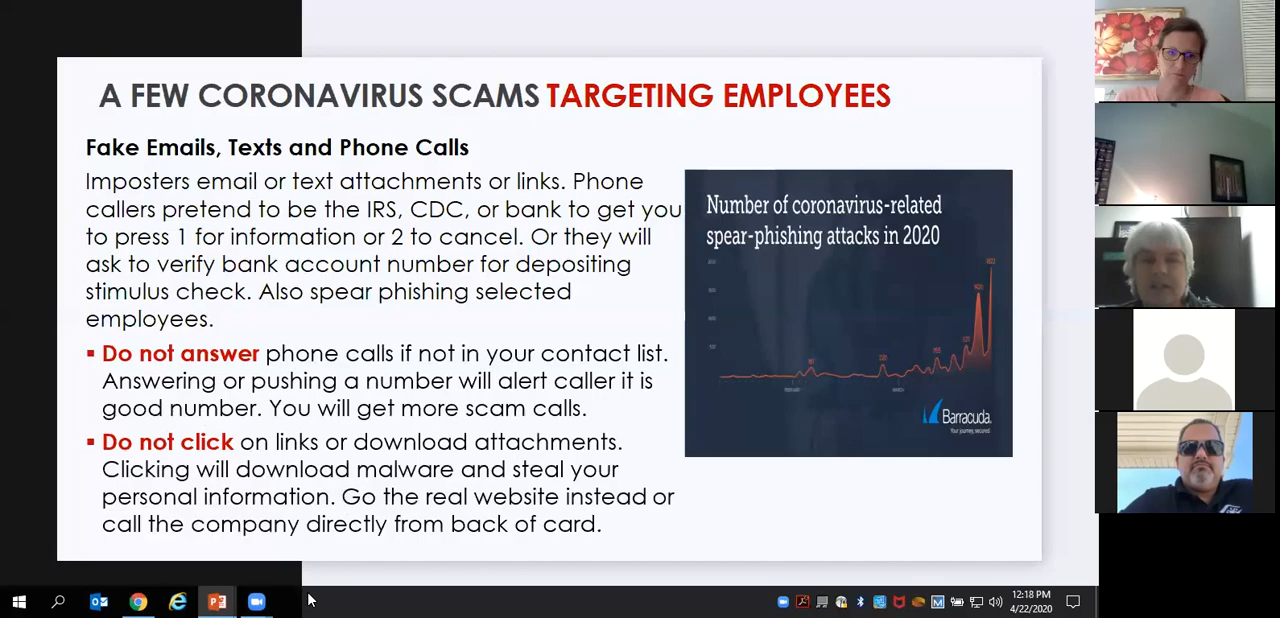 A FEW CORONAVIRUS SCAMS TARGETING EMPLOYEES
Fake Emails, Texts and Phone Calls
Imposters email or text attachments or links. Phone
callers pretend to be the IRS, CDC, or bank to get you
to press 1 for information or 2 to cancel. Or they will
ask to verify bank account number for depositing
stimulus check. Also spear phishing selected
employees.
▪ Do not answer phone calls if not in your contact list.
Answering or pushing a number will alert caller it is
good number. You will get more scam calls.
▪ Do not click on links or download attachments.
Clicking will download malware and steal your
personal information. Go the real website instead or
call the company directly from back of card.
Number of coronavirus-related
spear-phishing attacks in 2020
Barracuda.
Your journey, secured.
12:18 PM
4/22/2020